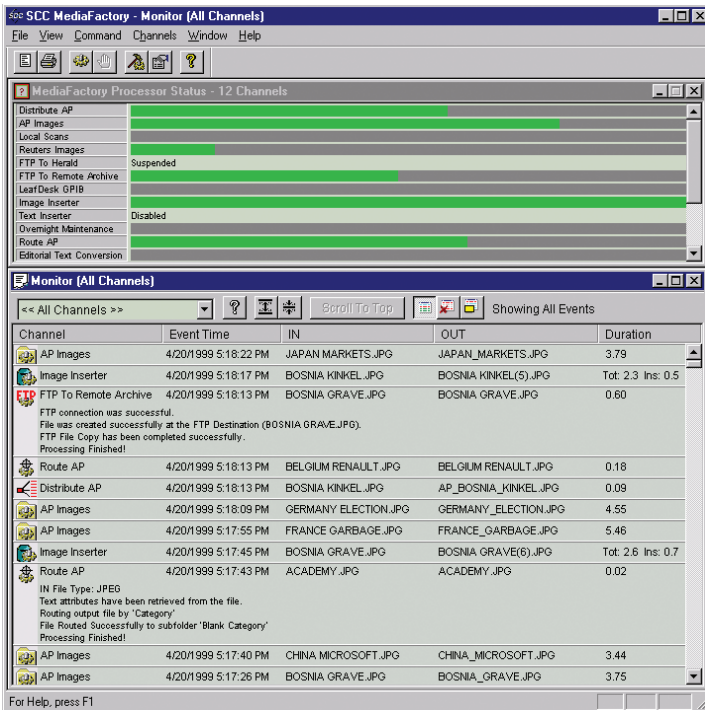 SCC MediaFactory - Monitor (All Channels)
File View Command Channels Window Help
MediaFactory Processor Status - 12 Channels
Distribute AP
AP Images
Local Scans
Reuters Images
FTP To Herald Suspended
FTP To Remote Archive
LeafDesk GPIB
Image Inserter
Text Inserter Disabled
Overnight Maintenance
Route AP
Editorial Text Conversion
Monitor (All Channels)
<< All Channels >> Scroll To Top Showing All Events
Channel Event Time IN OUT Duration
AP Images 4/20/1999 5:18:22 PM JAPAN MARKETS.JPG JAPAN_MARKETS.JPG 3.79
Image Inserter 4/20/1999 5:18:17 PM BOSNIA KINKEL.JPG BOSNIA KINKEL(5).JPG Tot: 2.3 Ins: 0.5
FTP FTP To Remote Archive 4/20/1999 5:18:13 PM BOSNIA GRAVE.JPG BOSNIA GRAVE.JPG 0.60
FTP connection was successful.
File was created successfully at the FTP Destination (BOSNIA GRAVE.JPG).
FTP File Copy has been completed successfully.
Processing Finished!
Route AP 4/20/1999 5:18:13 PM BELGIUM RENAULT.JPG BELGIUM RENAULT.JPG 0.18
Distribute AP 4/20/1999 5:18:13 PM BOSNIA KINKEL.JPG AP_BOSNIA_KINKEL.JPG 0.09
AP Images 4/20/1999 5:18:09 PM GERMANY ELECTION.JPG GERMANY_ELECTION.JPG 4.55
AP Images 4/20/1999 5:17:55 PM FRANCE GARBAGE.JPG FRANCE_GARBAGE.JPG 5.46
Image Inserter 4/20/1999 5:17:45 PM BOSNIA GRAVE.JPG BOSNIA GRAVE(6).JPG Tot: 2.6 Ins: 0.7
Route AP 4/20/1999 5:17:43 PM ACADEMY.JPG ACADEMY.JPG 0.02
IN File Type: JPEG
Text attributes have been retrieved from the file.
Routing output file by 'Category'
File Routed Successfully to subfolder 'Blank Category'
Processing Finished!
AP Images 4/20/1999 5:17:40 PM CHINA MICROSOFT.JPG CHINA_MICROSOFT.JPG 3.44
AP Images 4/20/1999 5:17:26 PM BOSNIA GRAVE.JPG BOSNIA_GRAVE.JPG 3.75
For Help, press F1